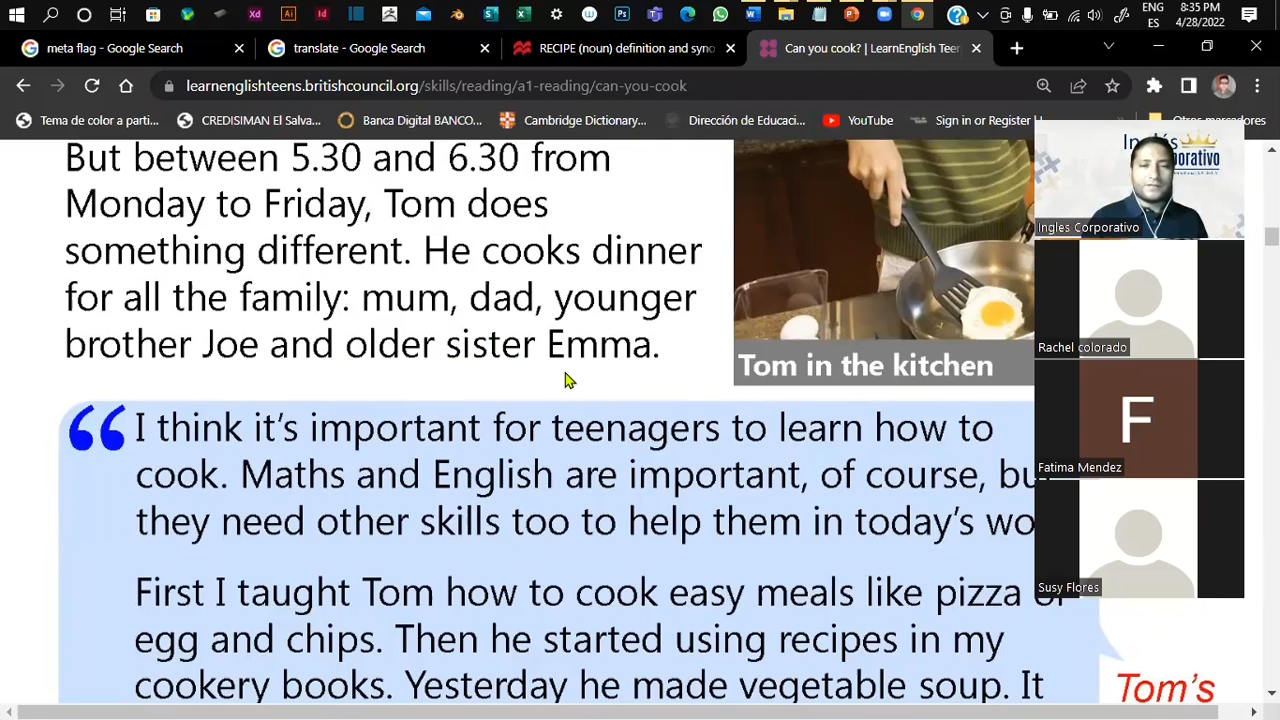 8:35 PM
ENG
ES
4/28/2022
meta flag - Google Search
translate - Google Search
RECIPE (noun) definition and syno
Can you cook? | LearnEnglish Teen
learnenglishteens.britishcouncil.org/skills/reading/a1-reading/can-you-cook
Tema de color a parti...
CREDISIMAN El Salva...
Banca Digital BANCO...
Cambridge Dictionary...
Dirección de Educaci...
YouTube
Sign in or Register |
Otros marcadores
But between 5.30 and 6.30 from
Monday to Friday, Tom does
something different. He cooks dinner
for all the family: mum, dad, younger
brother Joe and older sister Emma.
Tom in the kitchen
“ I think it’s important for teenagers to learn how to
cook. Maths and English are important, of course, bu
they need other skills too to help them in today’s wo
First I taught Tom how to cook easy meals like pizza or
egg and chips. Then he started using recipes in my
cookery books. Yesterday he made vegetable soup. It
Tom’s
Inglés
rporativo
Ingles Corporativo
Rachel colorado
F
Fatima Mendez
Susy Flores